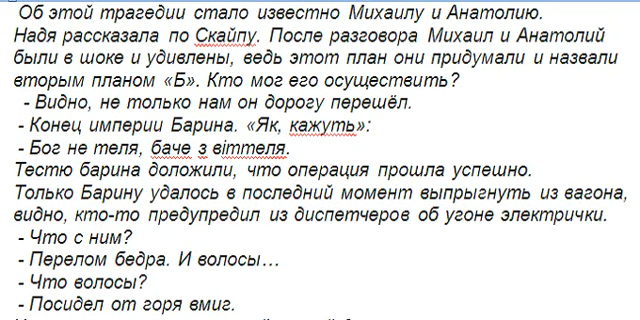 Об этой трагедии стало известно Михаилу и Анатолию.
Надя рассказала по Скайпу. После разговора Михаил и Анатолий
были в шоке и удивлены, ведь этот план они придумали и назвали
вторым планом «Б». Кто мог его осуществить?
- Видно, не только нам он дорогу перешёл.
- Конец империи Барина. «Як, кажуть»:
- Бог не теля, баче з віттеля.
Тестю барина доложили, что операция прошла успешно.
Только Барину удалось в последний момент выпрыгнуть из вагона,
видно, кто-то предупредил из диспетчеров об угоне электрички.
- Что с ним?
- Перелом бедра. И волосы…
- Что волосы?
- Посидел от горя вмиг.